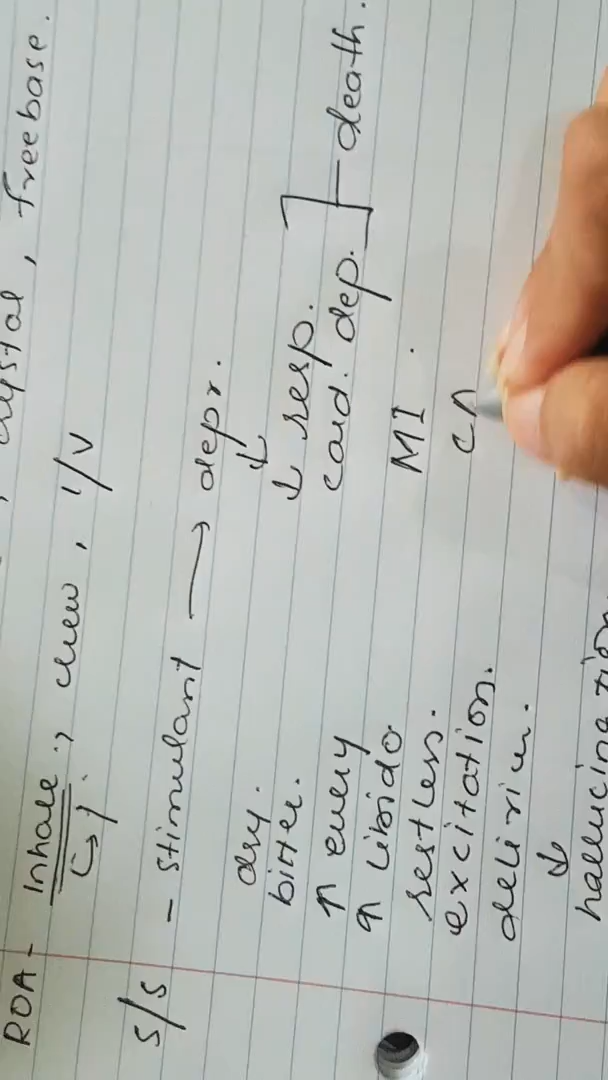 crystal, freebase.
ROA - Inhale, chew, I/V
S/S - stimulant → depr.
↓
dry.
bitter. ↓ resp.
↑ energy card. dep. ] - death.
↑ libido
restless. MI.
excitation. CN
delirium.
↓
hallucination